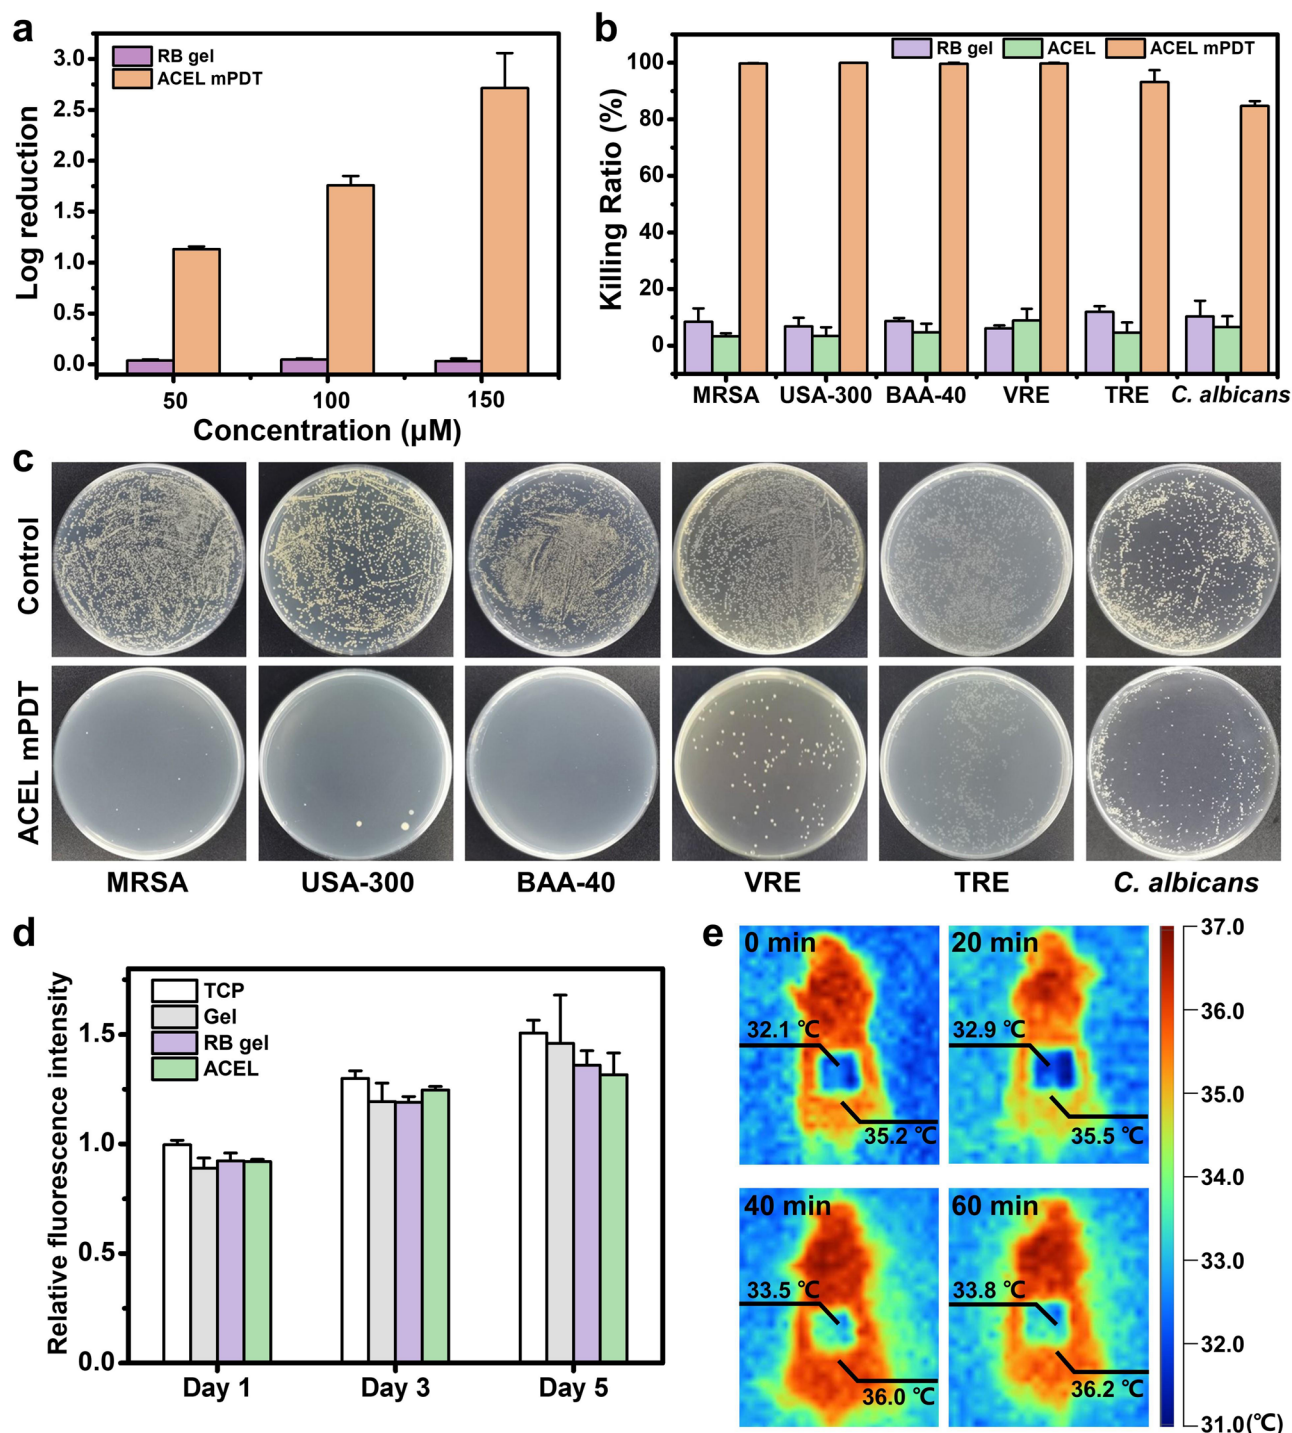 a
3.0
2.5
2.0
1.5
1.0
0.5
0.0
Log reduction
RB gel
ACEL mPDT
50 100 150
Concentration (μM)
b
100
80
60
40
20
0
Killing Ratio (%)
RB gel ACEL ACEL mPDT
MRSA USA-300 BAA-40 VRE TRE C. albicans
c
Control
ACEL mPDT
MRSA USA-300 BAA-40 VRE TRE C. albicans
d
Relative fluorescence intensity
1.5
1.0
0.5
0.0
TCP
Gel
RB gel
ACEL
Day 1 Day 3 Day 5
e
0 min
32.1 ℃
35.2 ℃
20 min
32.9 ℃
35.5 ℃
40 min
33.5 ℃
36.0 ℃
60 min
33.8 ℃
36.2 ℃
37.0
36.0
35.0
34.0
33.0
32.0
31.0(℃)